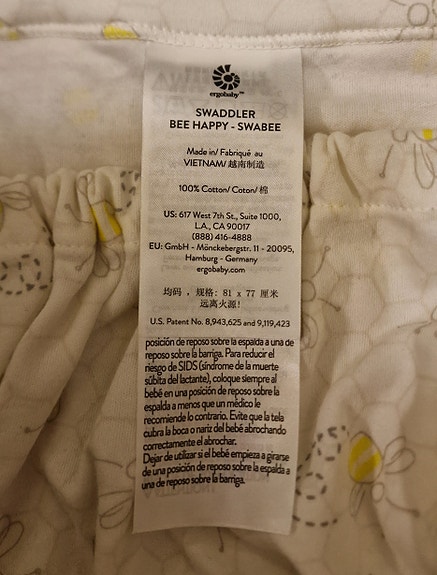 ergobaby™
SWADDLER
BEE HAPPY - SWABEE
Made in/ Fabriqué au
VIETNAM/ 越南制造
100% Cotton/ Coton/ 棉
US: 617 West 7th St., Suite 1000,
L.A., CA 90017
(888) 416-4888
EU: GmbH - Mönckebergstr. 11 - 20095,
Hamburg - Germany
ergobaby.com
均码 ，规格: 81 x 77 厘米
远离火源!
U.S. Patent No. 8,943,625 and 9,119,423
posición de reposo sobre la espalda a una de
reposo sobre la barriga. Para reducir el
riesgo de SIDS (síndrome de la muerte
súbita del lactante), coloque siempre al
bebé en una posición de reposo sobre la
espalda a menos que un médico le
recomiende lo contrario. Evite que la tela
cubra la boca o nariz del bebé abrochando
correctamente el abrochar.
Dejar de utilizar si el bebé empieza a girarse
de una posición de reposo sobre la espalda a
una de reposo sobre la barriga.